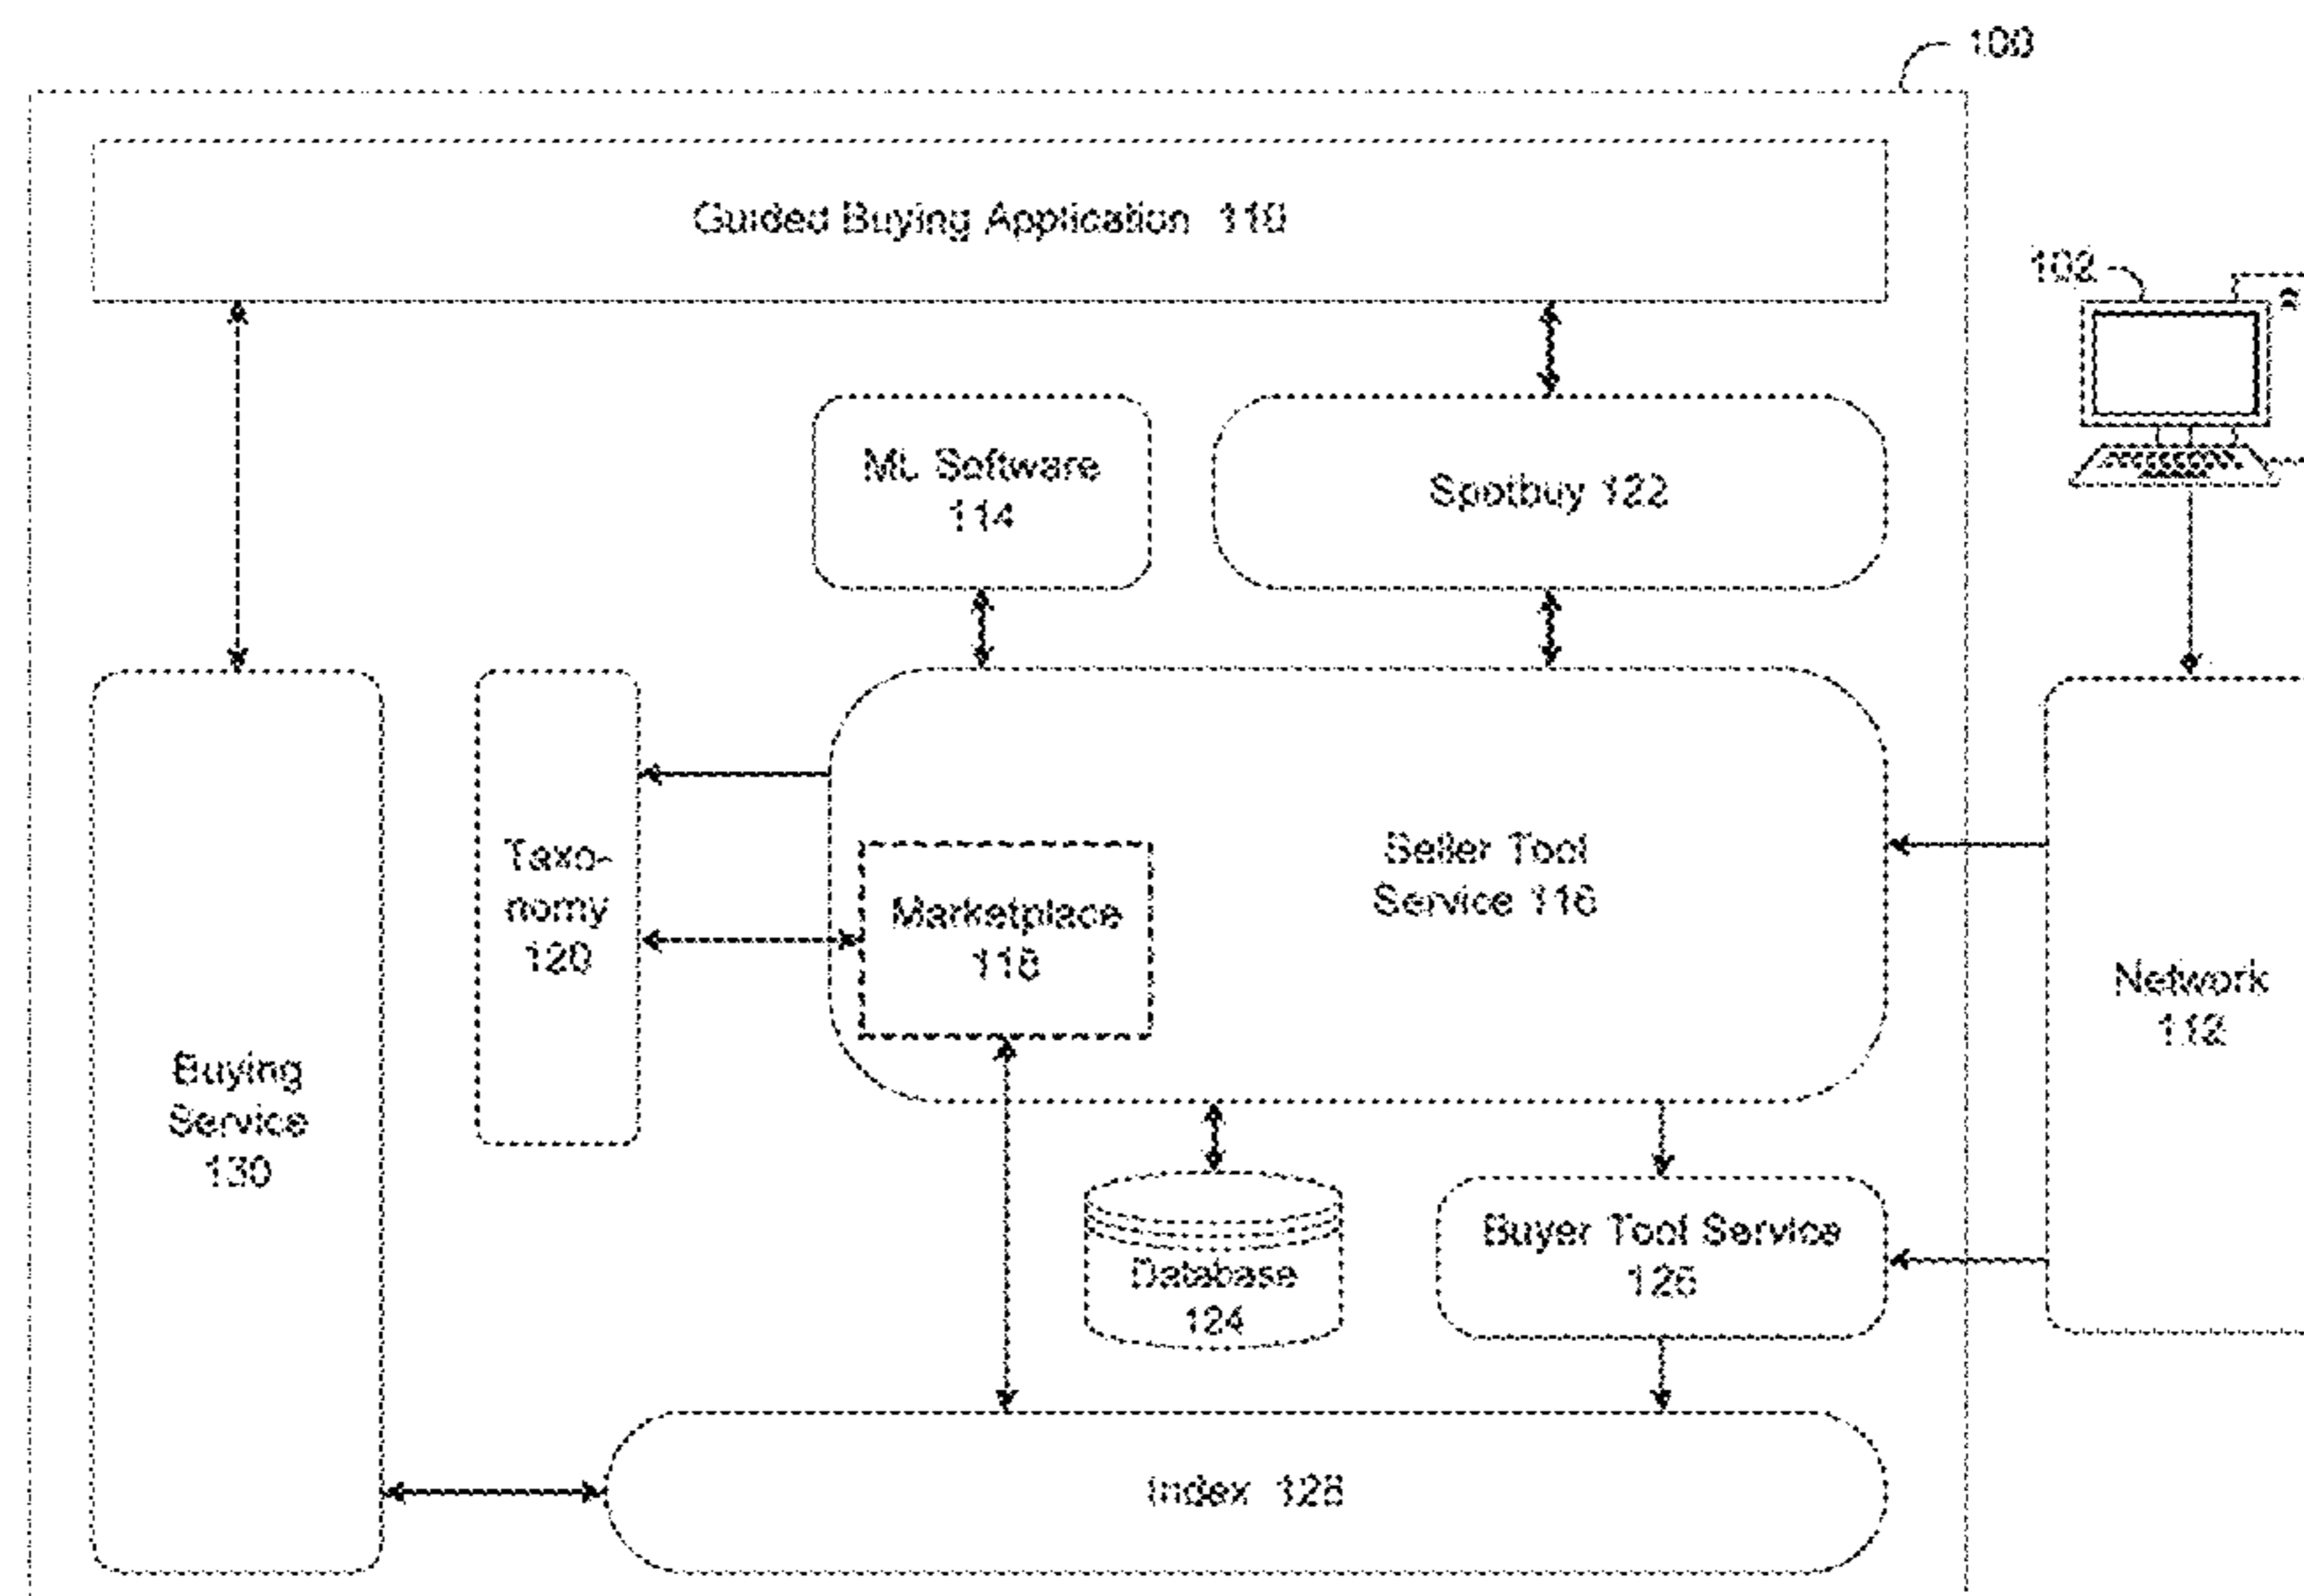 100
Guided Buying Application 110
102
ML Software
114
Spotbuy 122
Taxo-
nomy
120
Marketplace
118
Seller Tool
Service 116
Network
112
Buying
Service
130
Database
124
Buyer Tool Service
126
Index 128